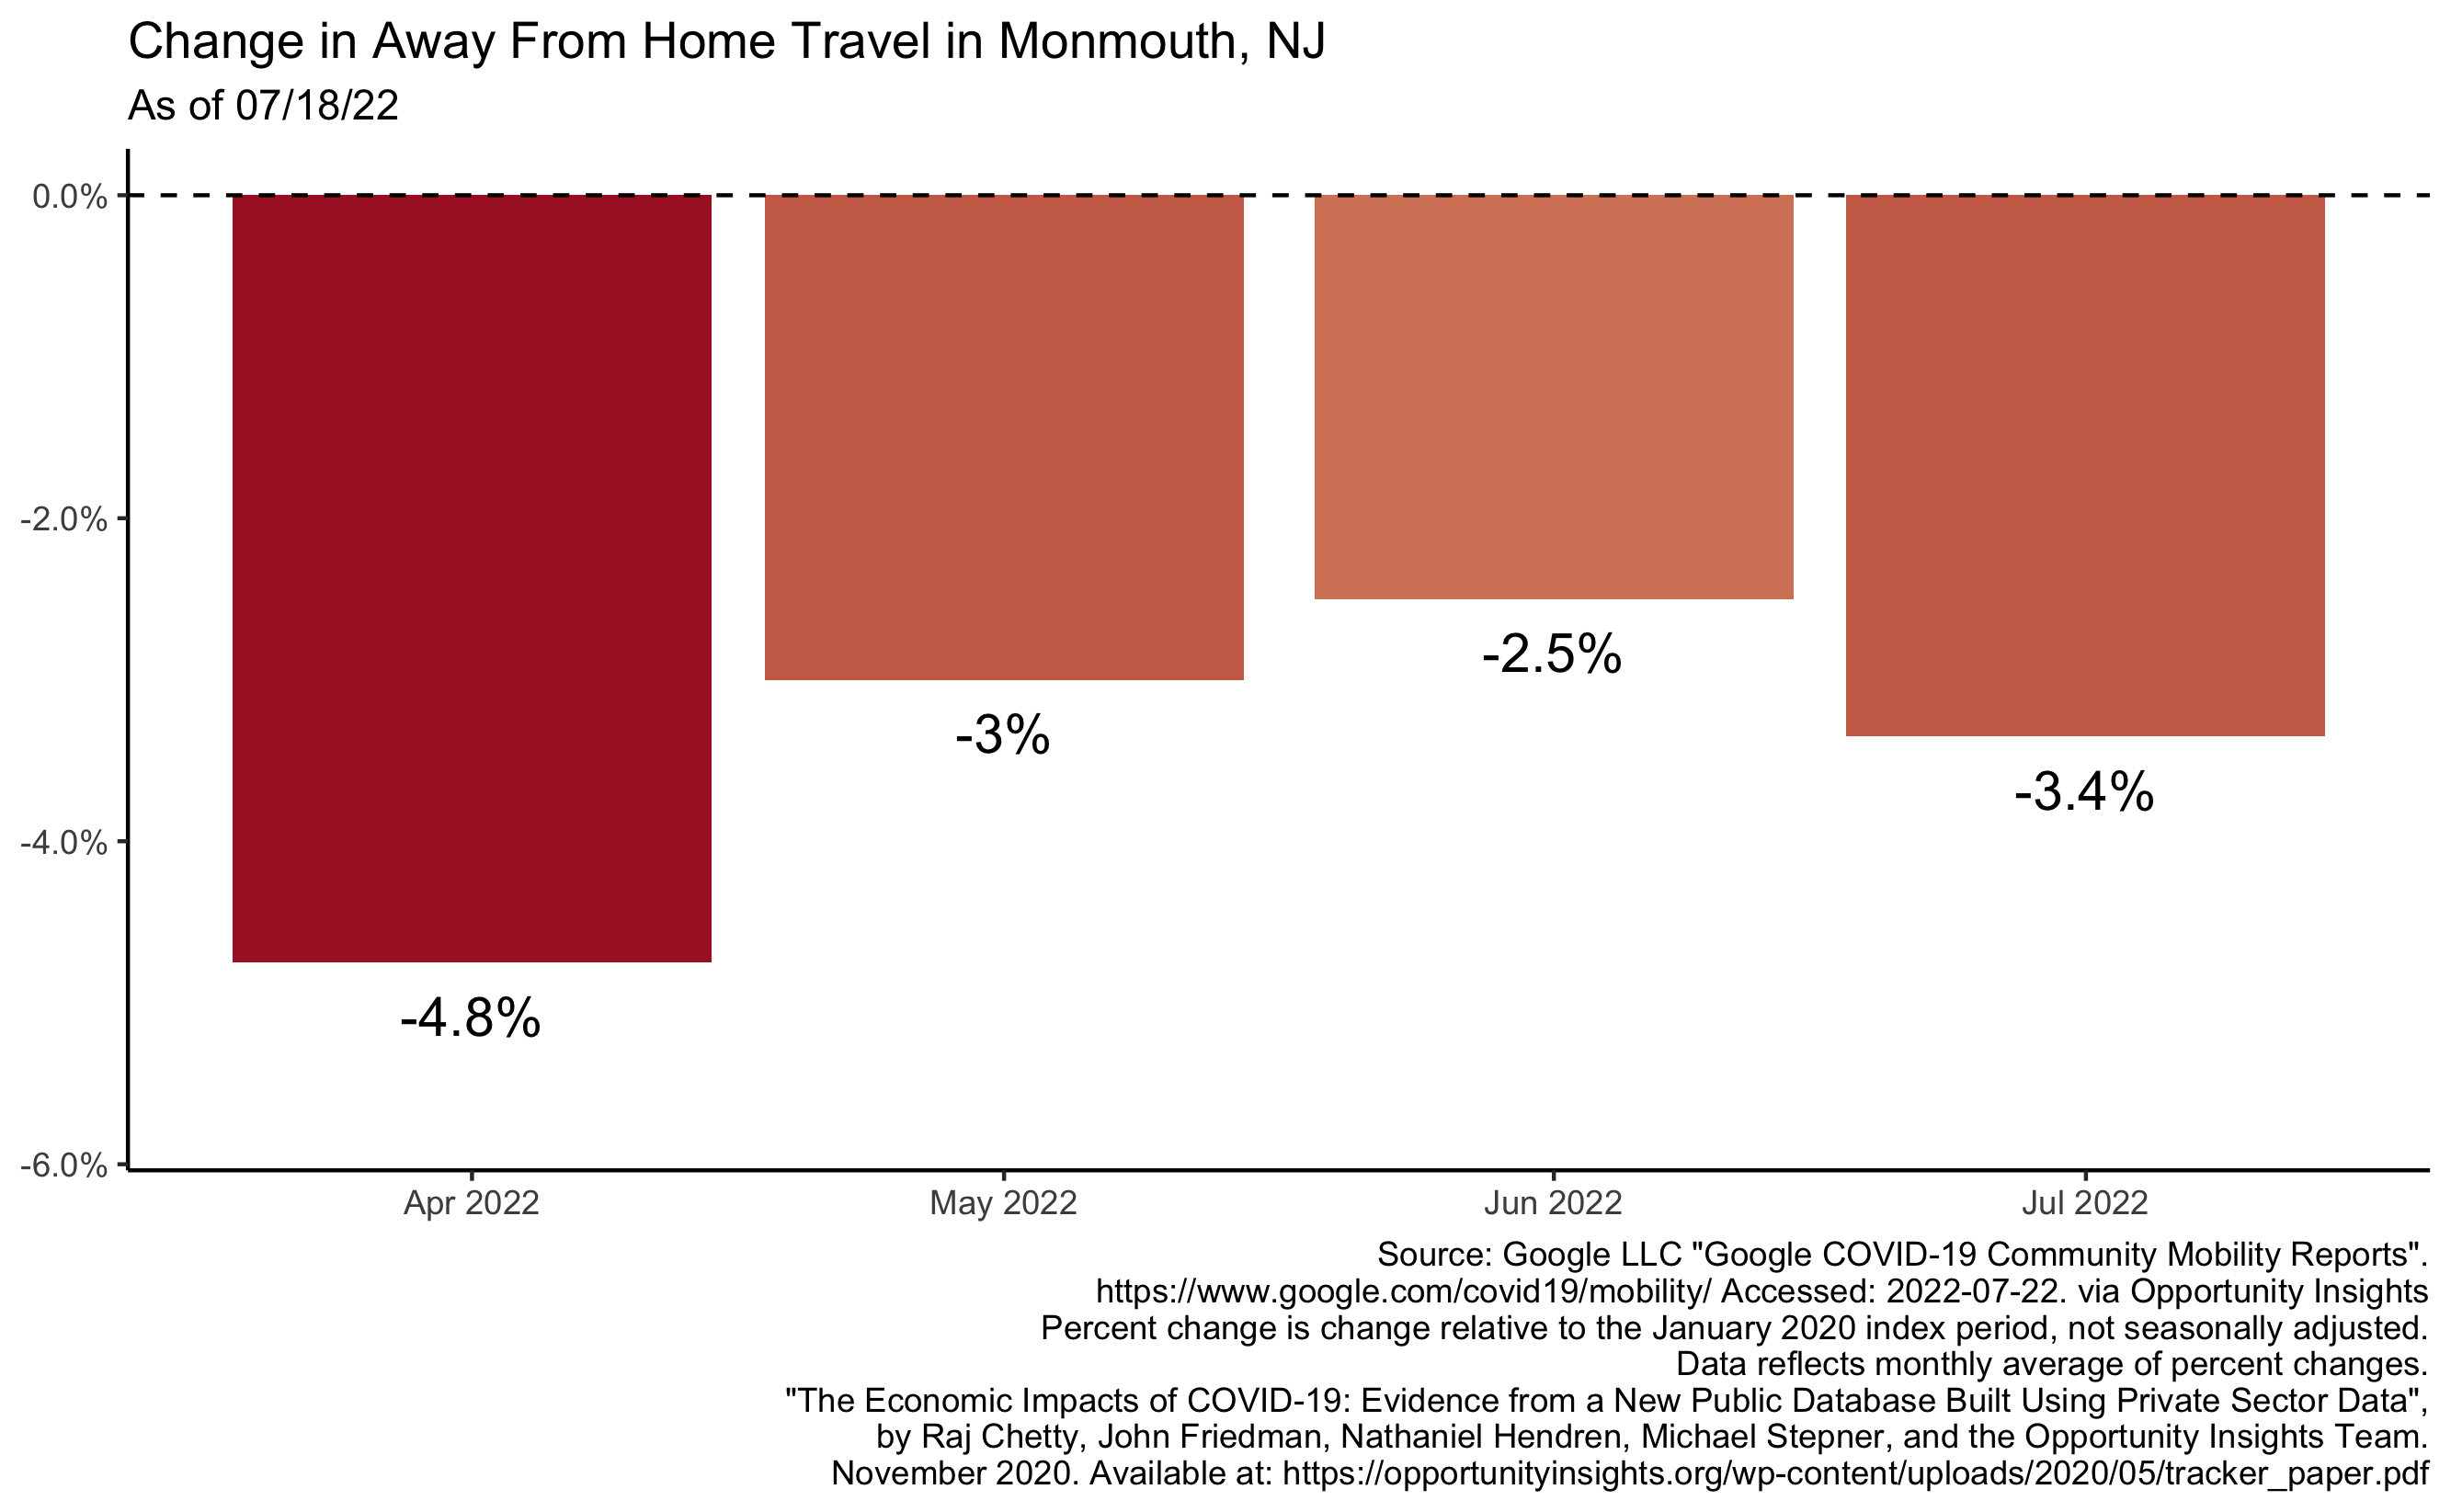 Change in Away From Home Travel in Monmouth, NJ
As of 07/18/22
0.0%
-2.0%
-4.0%
-6.0%
-4.8%
-3%
-2.5%
-3.4%
Apr 2022
May 2022
Jun 2022
Jul 2022
Source: Google LLC "Google COVID-19 Community Mobility Reports".
https://www.google.com/covid19/mobility/ Accessed: 2022-07-22. via Opportunity Insights
Percent change is change relative to the January 2020 index period, not seasonally adjusted.
Data reflects monthly average of percent changes.
"The Economic Impacts of COVID-19: Evidence from a New Public Database Built Using Private Sector Data",
by Raj Chetty, John Friedman, Nathaniel Hendren, Michael Stepner, and the Opportunity Insights Team.
November 2020. Available at: https://opportunityinsights.org/wp-content/uploads/2020/05/tracker_paper.pdf